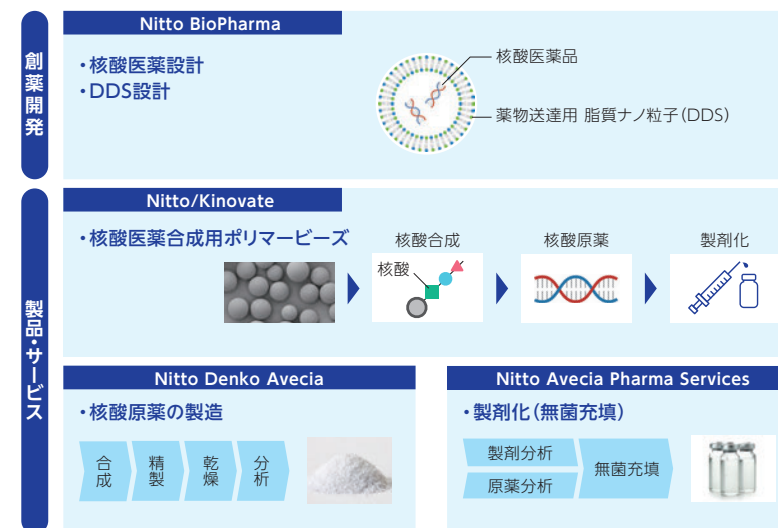 創薬開発
Nitto BioPharma
・核酸医薬設計
・DDS設計
核酸医薬品
薬物送達用 脂質ナノ粒子(DDS)
製品・サービス
Nitto/Kinovate
・核酸医薬合成用ポリマービーズ
核酸合成
核酸
核酸原薬
製剤化
Nitto Denko Avecia
・核酸原薬の製造
合成
精製
乾燥
分析
Nitto Avecia Pharma Services
・製剤化(無菌充填)
製剤分析
原薬分析
無菌充填